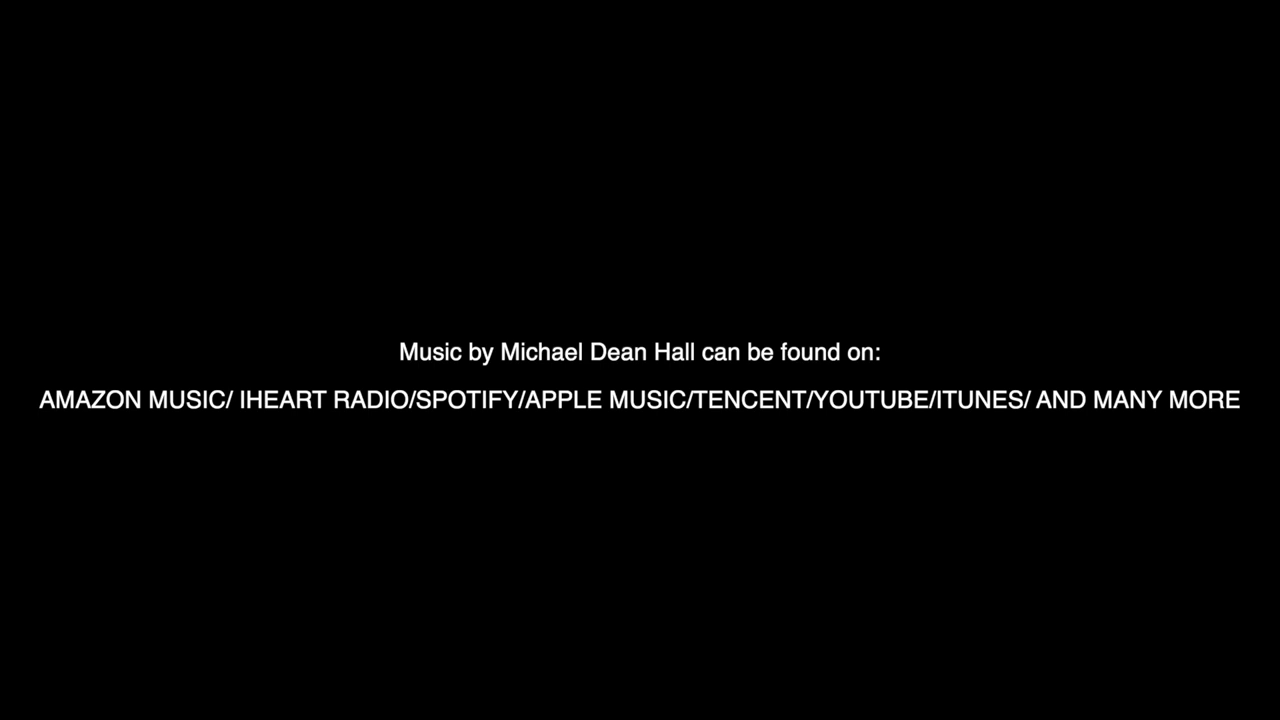 Music by Michael Dean Hall can be found on:
AMAZON MUSIC/ IHEART RADIO/SPOTIFY/APPLE MUSIC/TENCENT/YOUTUBE/ITUNES/ AND MANY MORE